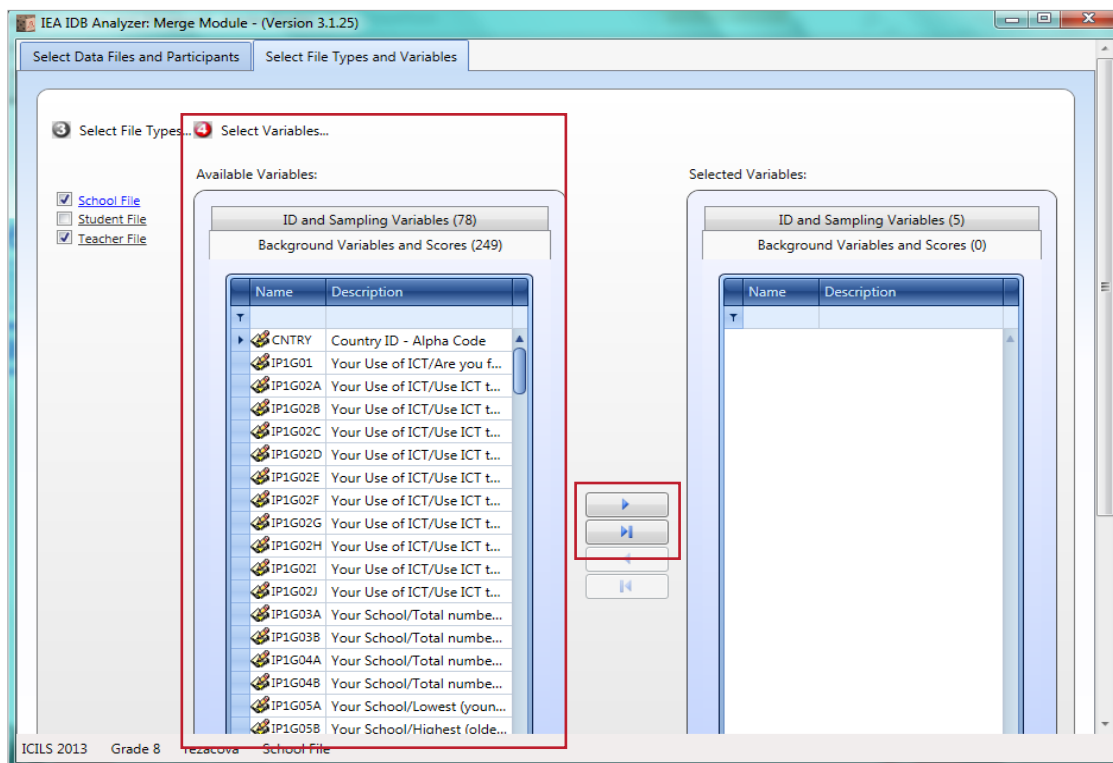 IEA IDB Analyzer: Merge Module - (Version 3.1.25)
Select Data Files and Participants Select File Types and Variables
3 Select File Types... 4 Select Variables...
Available Variables: Selected Variables:
School File
Student File
Teacher File
ID and Sampling Variables (78)
Background Variables and Scores (249)
Name Description
CNTRY Country ID - Alpha Code
IP1G01 Your Use of ICT/Are you f...
IP1G02A Your Use of ICT/Use ICT t...
IP1G02B Your Use of ICT/Use ICT t...
IP1G02C Your Use of ICT/Use ICT t...
IP1G02D Your Use of ICT/Use ICT t...
IP1G02E Your Use of ICT/Use ICT t...
IP1G02F Your Use of ICT/Use ICT t...
IP1G02G Your Use of ICT/Use ICT t...
IP1G02H Your Use of ICT/Use ICT t...
IP1G02I Your Use of ICT/Use ICT t...
IP1G02J Your Use of ICT/Use ICT t...
IP1G03A Your School/Total numbe...
IP1G03B Your School/Total numbe...
IP1G04A Your School/Total numbe...
IP1G04B Your School/Total numbe...
IP1G05A Your School/Lowest (youn...
IP1G05B Your School/Highest (olde...
ID and Sampling Variables (5)
Background Variables and Scores (0)
Name Description
ICILS 2013 Grade 8 Tezacova School File